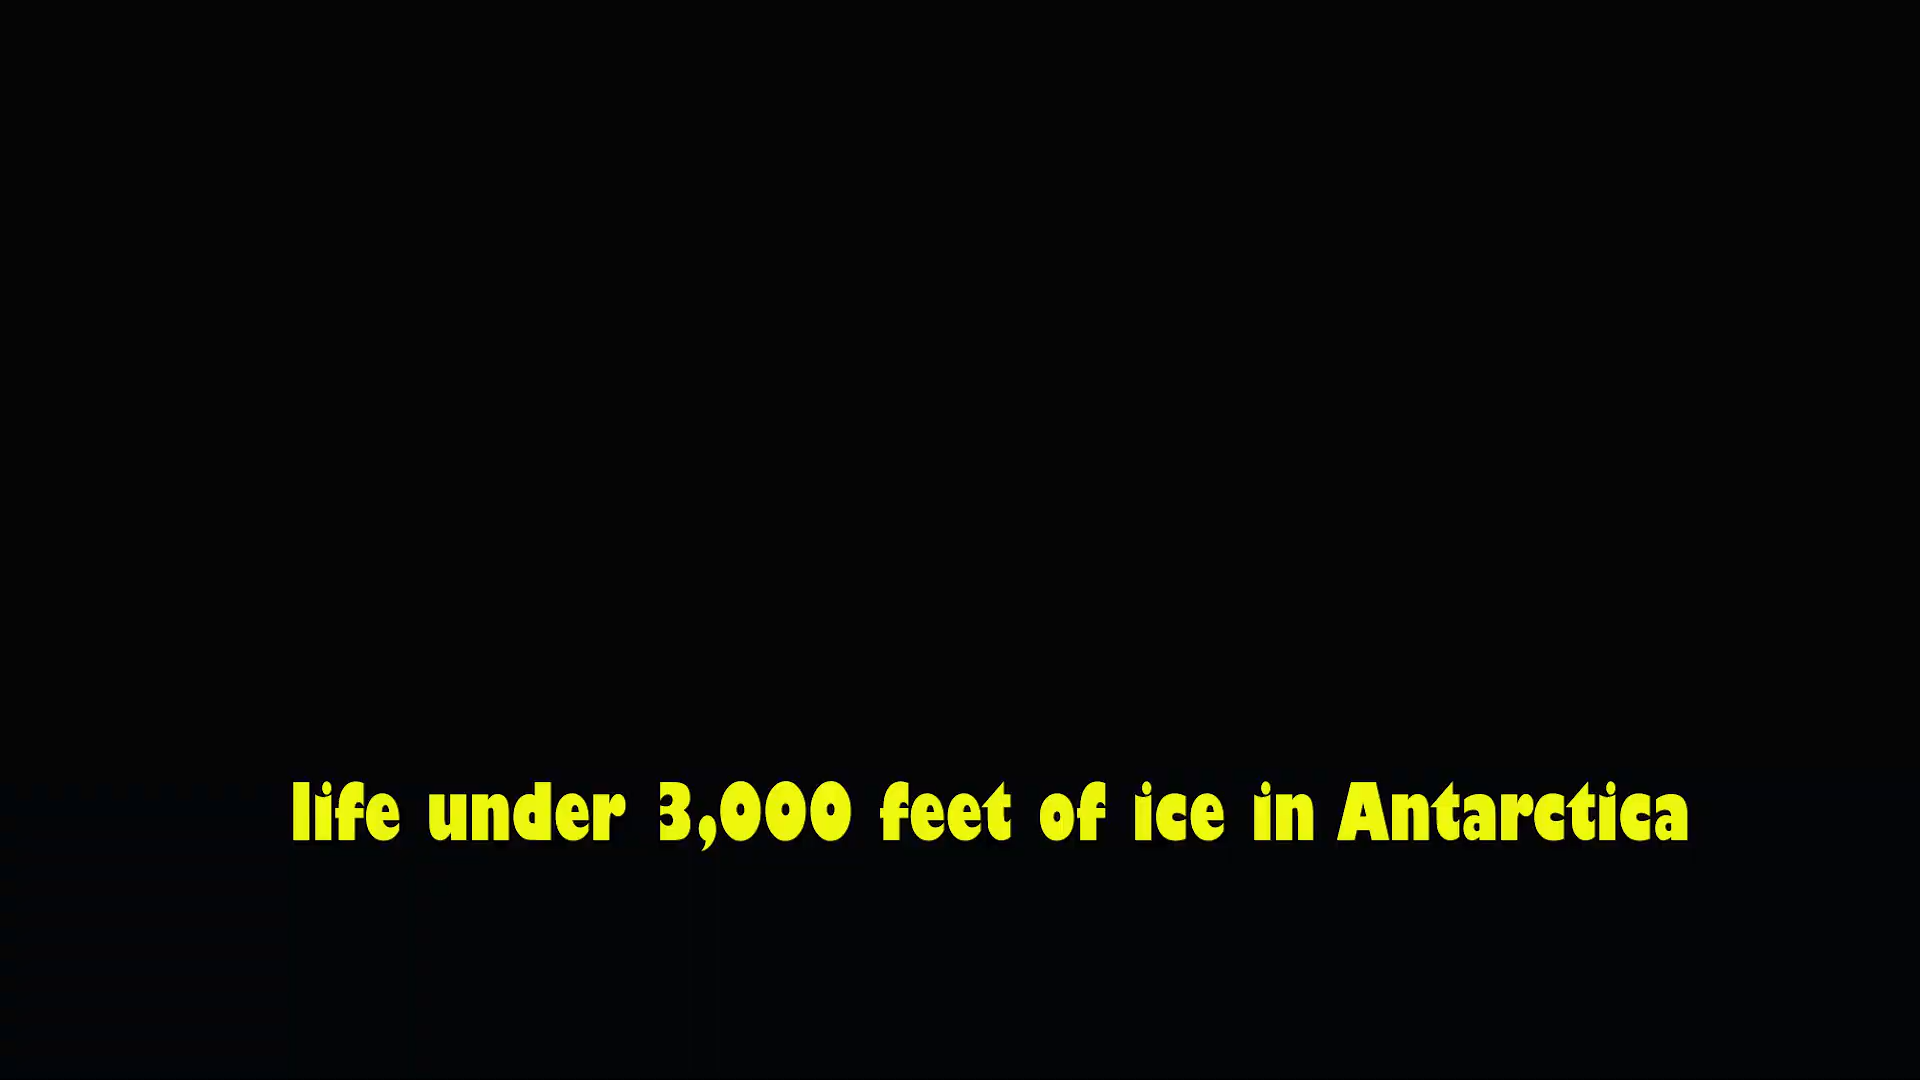 life under 3,000 feet of ice in Antarctica